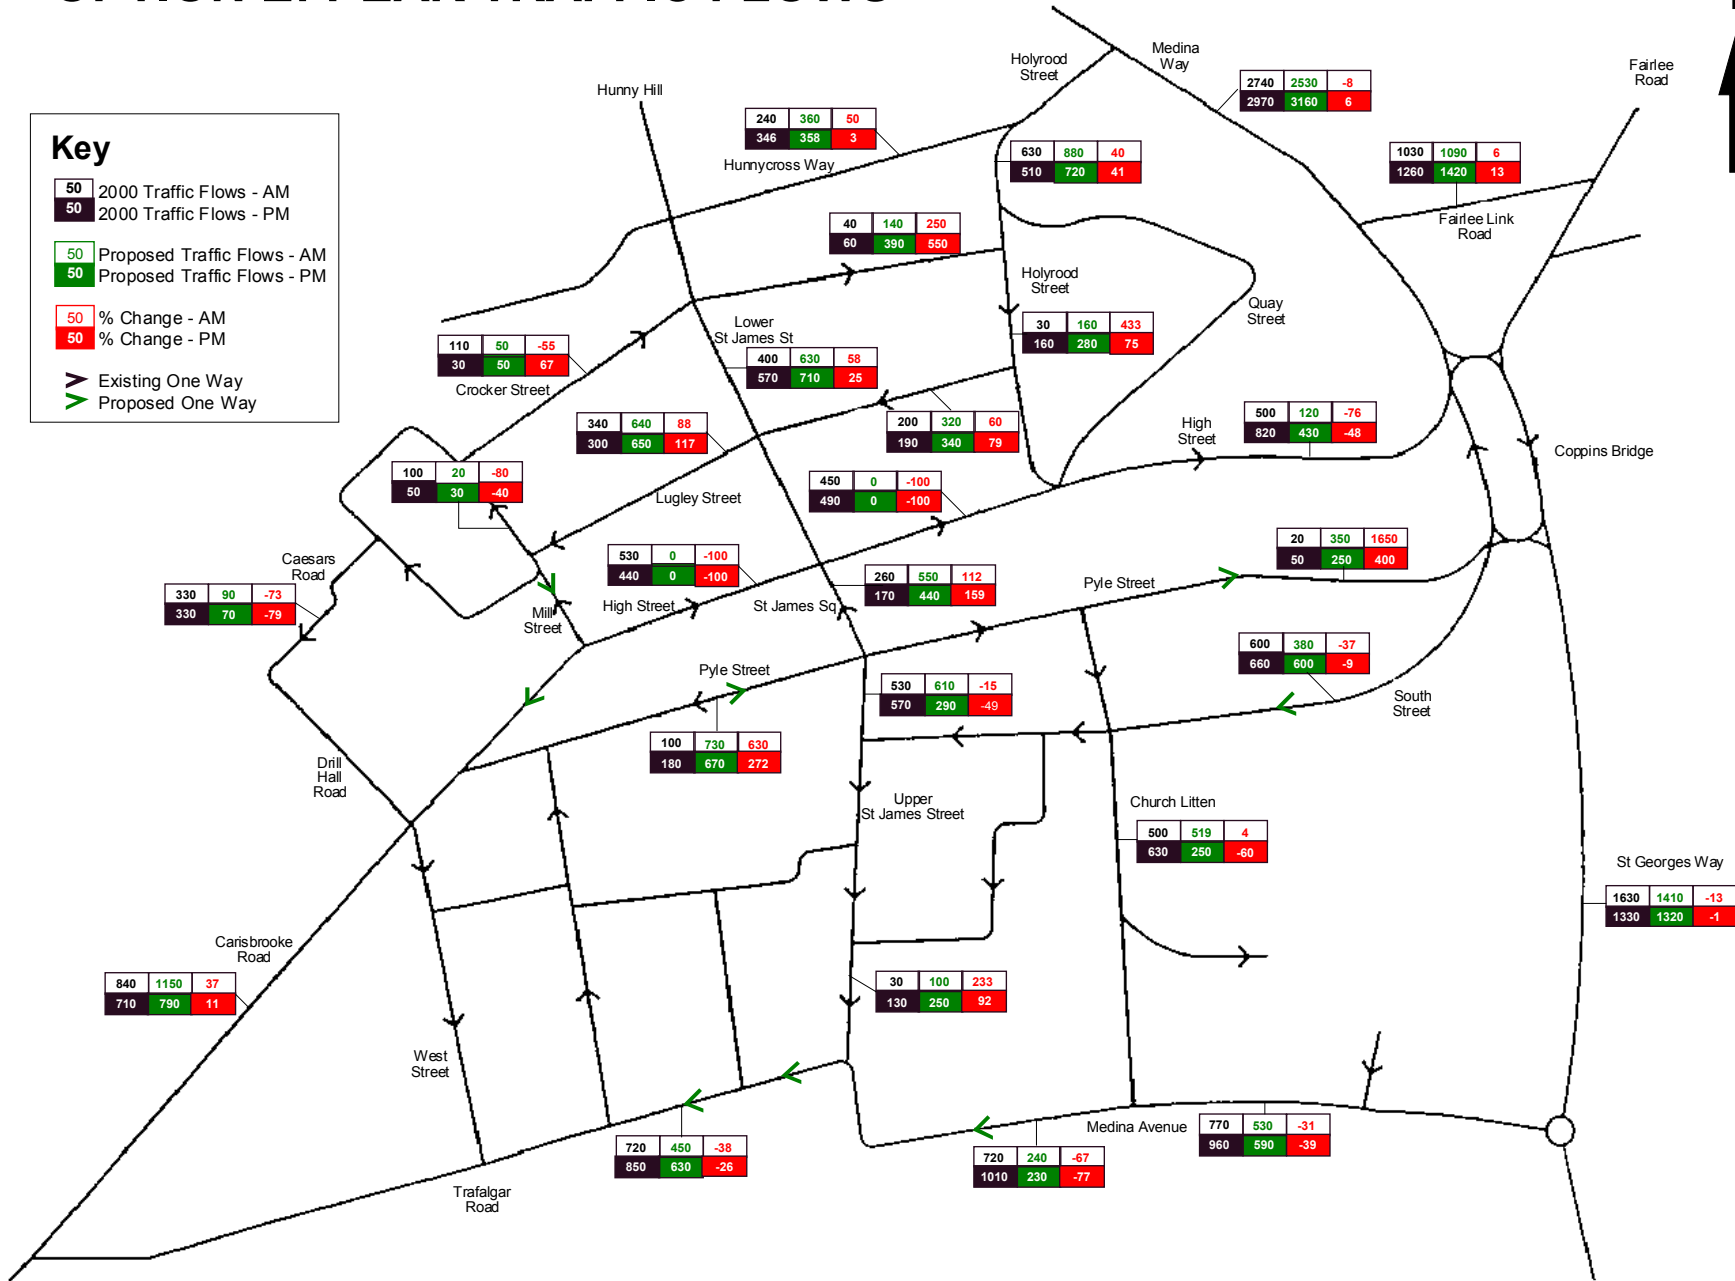 Medina
Way
Holyrood
Street
Fairlee
Road
Hunny Hill
2740 2530 -8
2970 3160 6
240 360 50
346 358 3
Hunnycross Way
Key
50 2000 Traffic Flows - AM
50 2000 Traffic Flows - PM
50 Proposed Traffic Flows - AM
50 Proposed Traffic Flows - PM
50 % Change - AM
50 % Change - PM
Existing One Way
Proposed One Way
630 880 40
510 720 41
1030 1090 6
1260 1420 13
Fairlee Link
Road
40 140 250
60 390 550
Holyrood
Street
Quay
Street
30 160 433
160 280 75
Lower
St James St
110 50 -55
30 50 67
Crocker Street
400 630 58
570 710 25
340 640 88
300 650 117
200 320 60
190 340 79
High
Street
500 120 -76
820 430 -48
Coppins Bridge
100 20 -80
50 30 -40
Lugley Street
450 0 -100
490 0 -100
20 350 1650
50 250 400
530 0 -100
440 0 -100
Caesars
Road
330 90 -73
330 70 -79
260 550 112
170 440 159
Pyle Street
Mill
Street
High Street
St James Sq
600 380 -37
660 600 -9
Pyle Street
530 610 -15
570 290 -49
South
Street
100 730 630
180 670 272
Drill
Hall
Road
Upper
St James Street
Church Litten
500 519 4
630 250 -60
St Georges Way
1630 1410 -13
1330 1320 -1
Carisbrooke
Road
840 1150 37
710 790 11
30 100 233
130 250 92
West
Street
Medina Avenue
770 530 -31
960 590 -39
720 450 -38
850 630 -26
720 240 -67
1010 230 -77
Trafalgar
Road